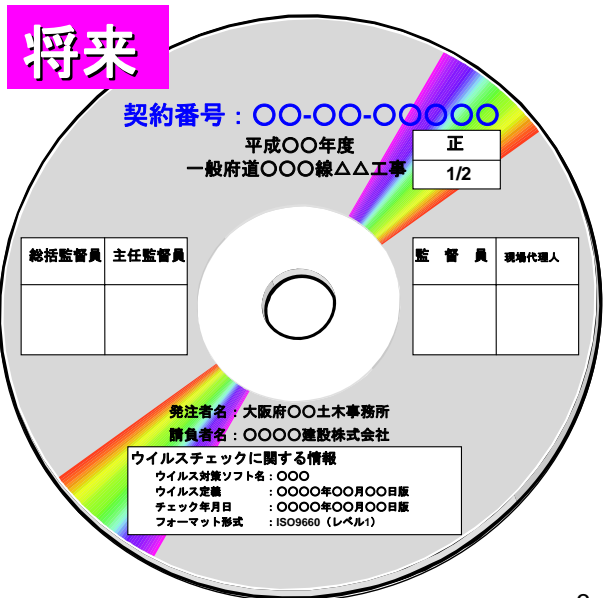 将来
契約番号：〇〇-〇〇-〇〇〇〇〇
平成〇〇年度
正
一般府道〇〇〇線△△工事
1/2
総括監督員
主任監督員
監 督 員
現場代理人
発注者名：大阪府〇〇土木事務所
請負者名：〇〇〇〇建設株式会社
ウイルスチェックに関する情報
ウイルス対策ソフト名：〇〇〇
ウイルス定義 ：〇〇〇〇年〇〇月〇〇日版
チェック年月日 ：〇〇〇〇年〇〇月〇〇日版
フォーマット形式 ：ISO9660（レベル1）